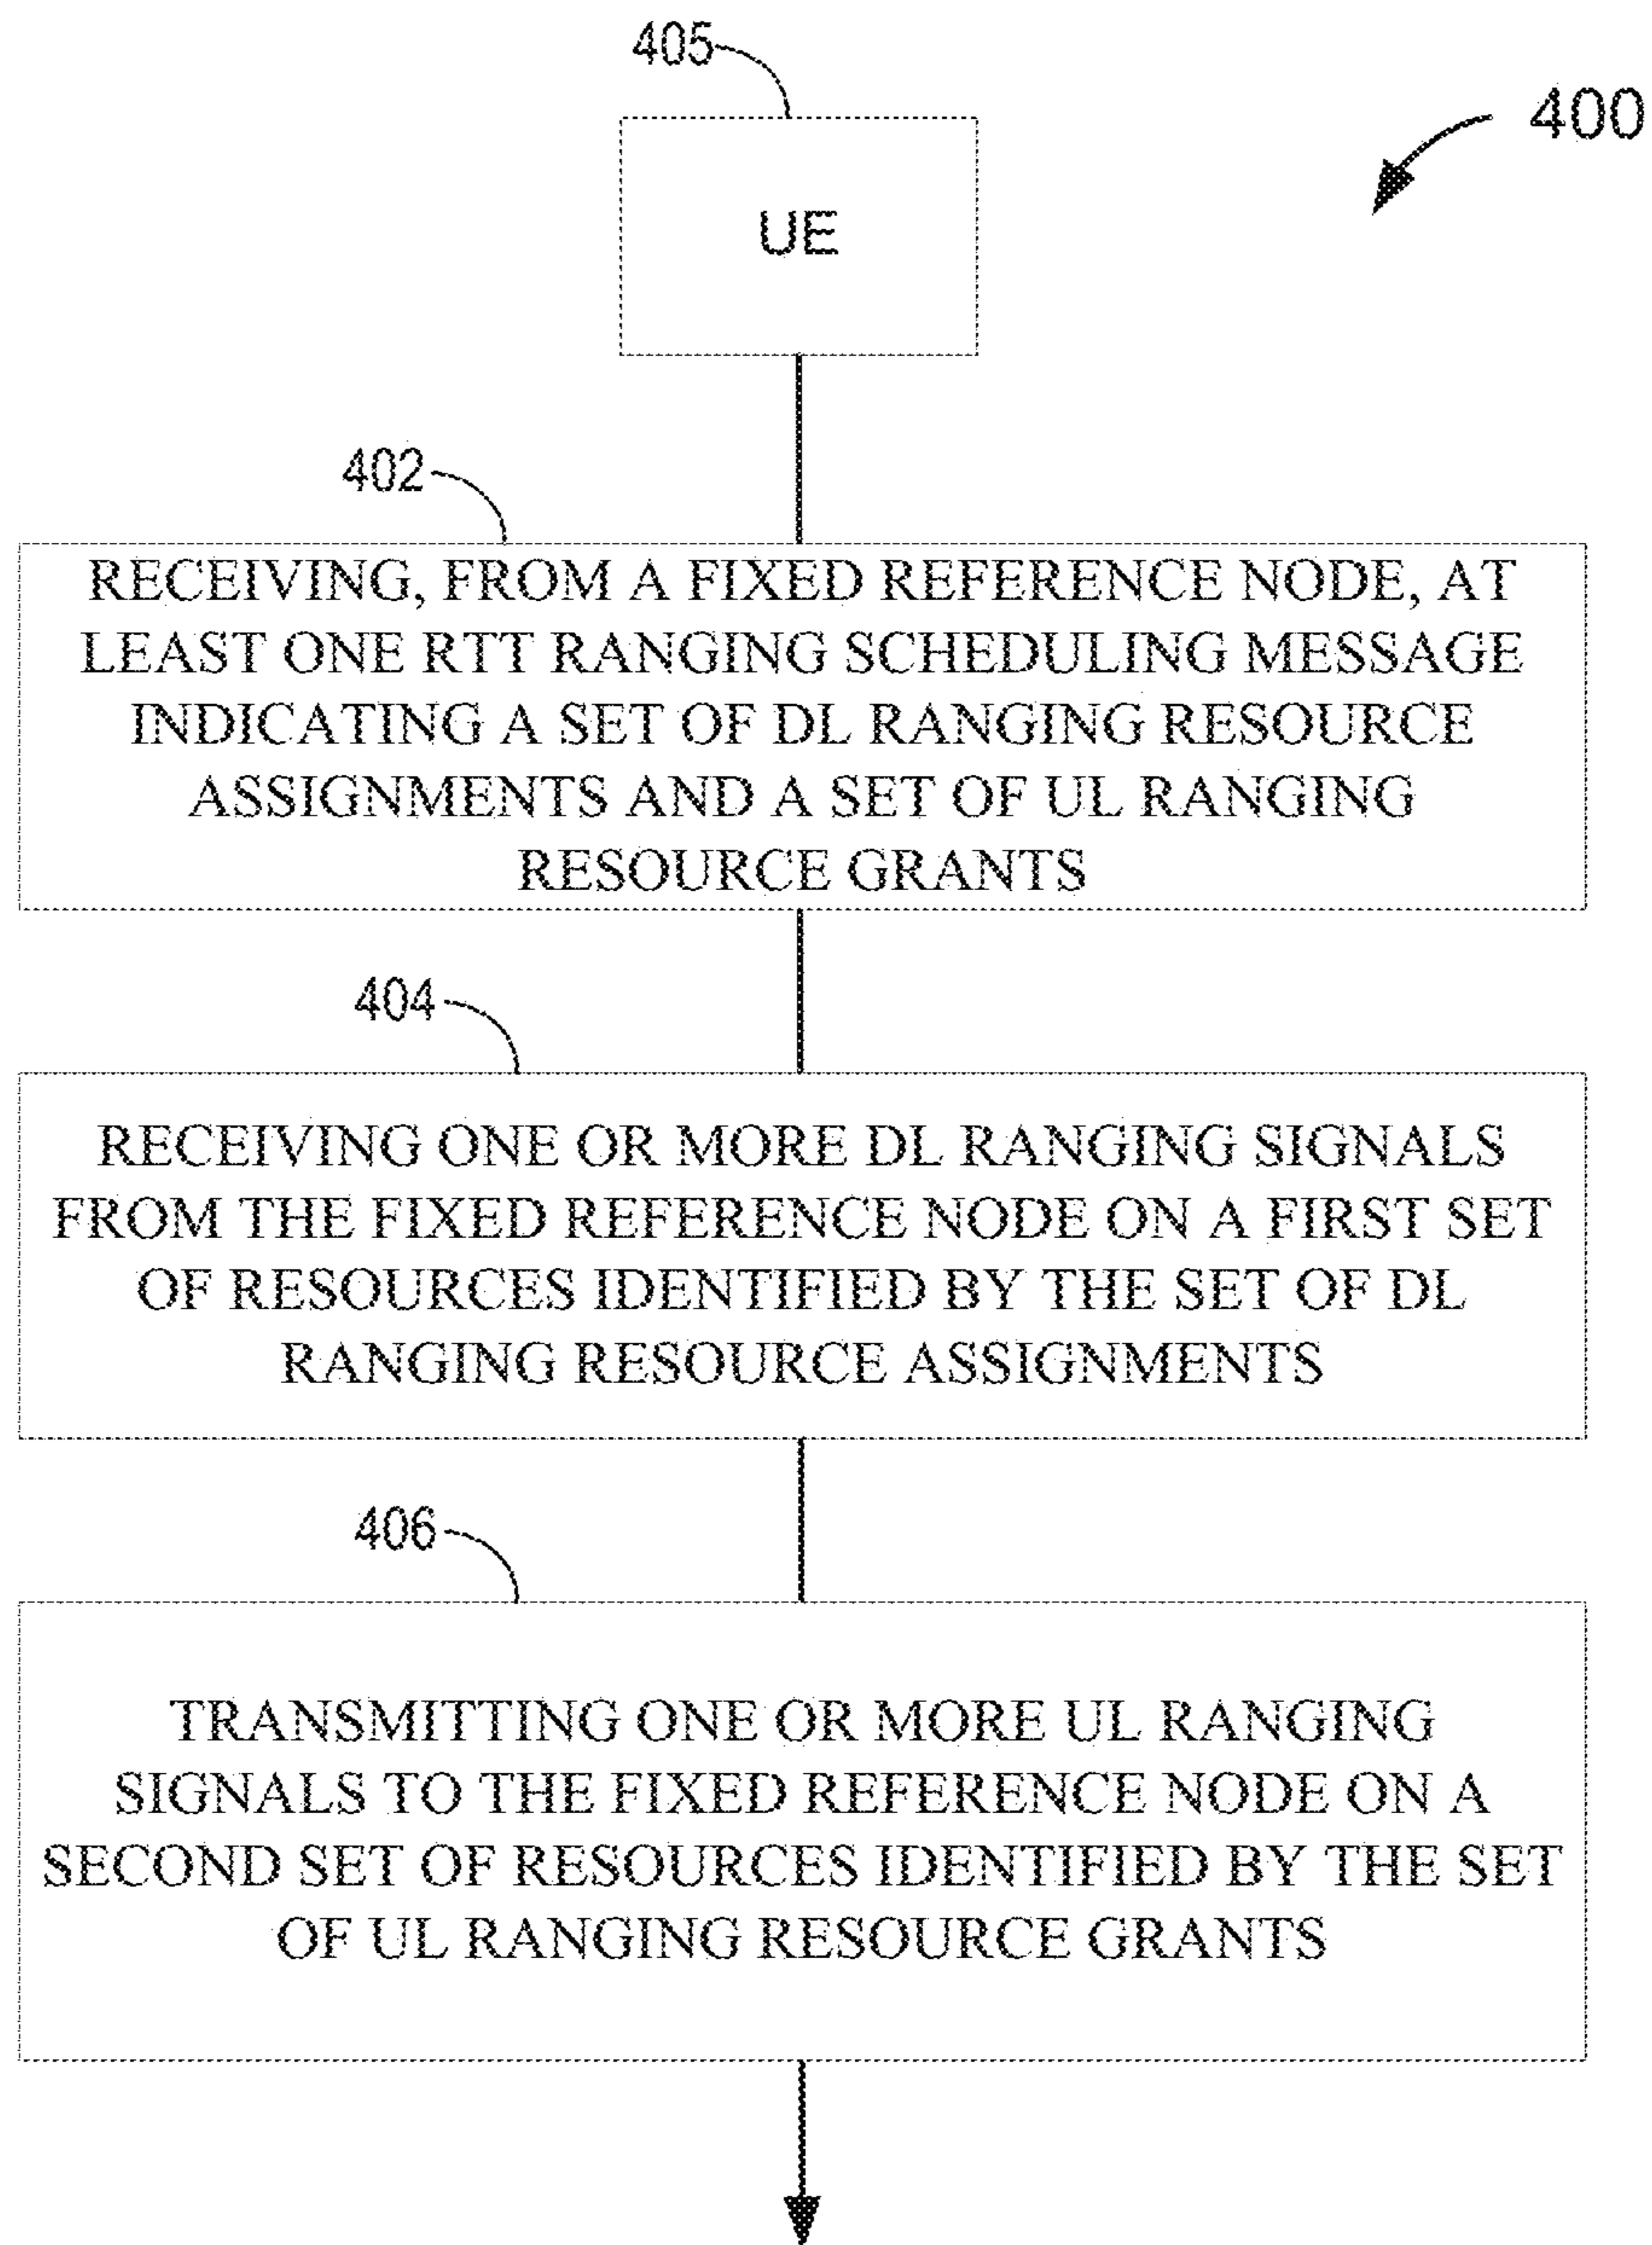 405
400
UE
402
RECEIVING, FROM A FIXED REFERENCE NODE, AT
LEAST ONE RTT RANGING SCHEDULING MESSAGE
INDICATING A SET OF DL RANGING RESOURCE
ASSIGNMENTS AND A SET OF UL RANGING
RESOURCE GRANTS
404
RECEIVING ONE OR MORE DL RANGING SIGNALS
FROM THE FIXED REFERENCE NODE ON A FIRST SET
OF RESOURCES IDENTIFIED BY THE SET OF DL
RANGING RESOURCE ASSIGNMENTS
406
TRANSMITTING ONE OR MORE UL RANGING
SIGNALS TO THE FIXED REFERENCE NODE ON A
SECOND SET OF RESOURCES IDENTIFIED BY THE SET
OF UL RANGING RESOURCE GRANTS